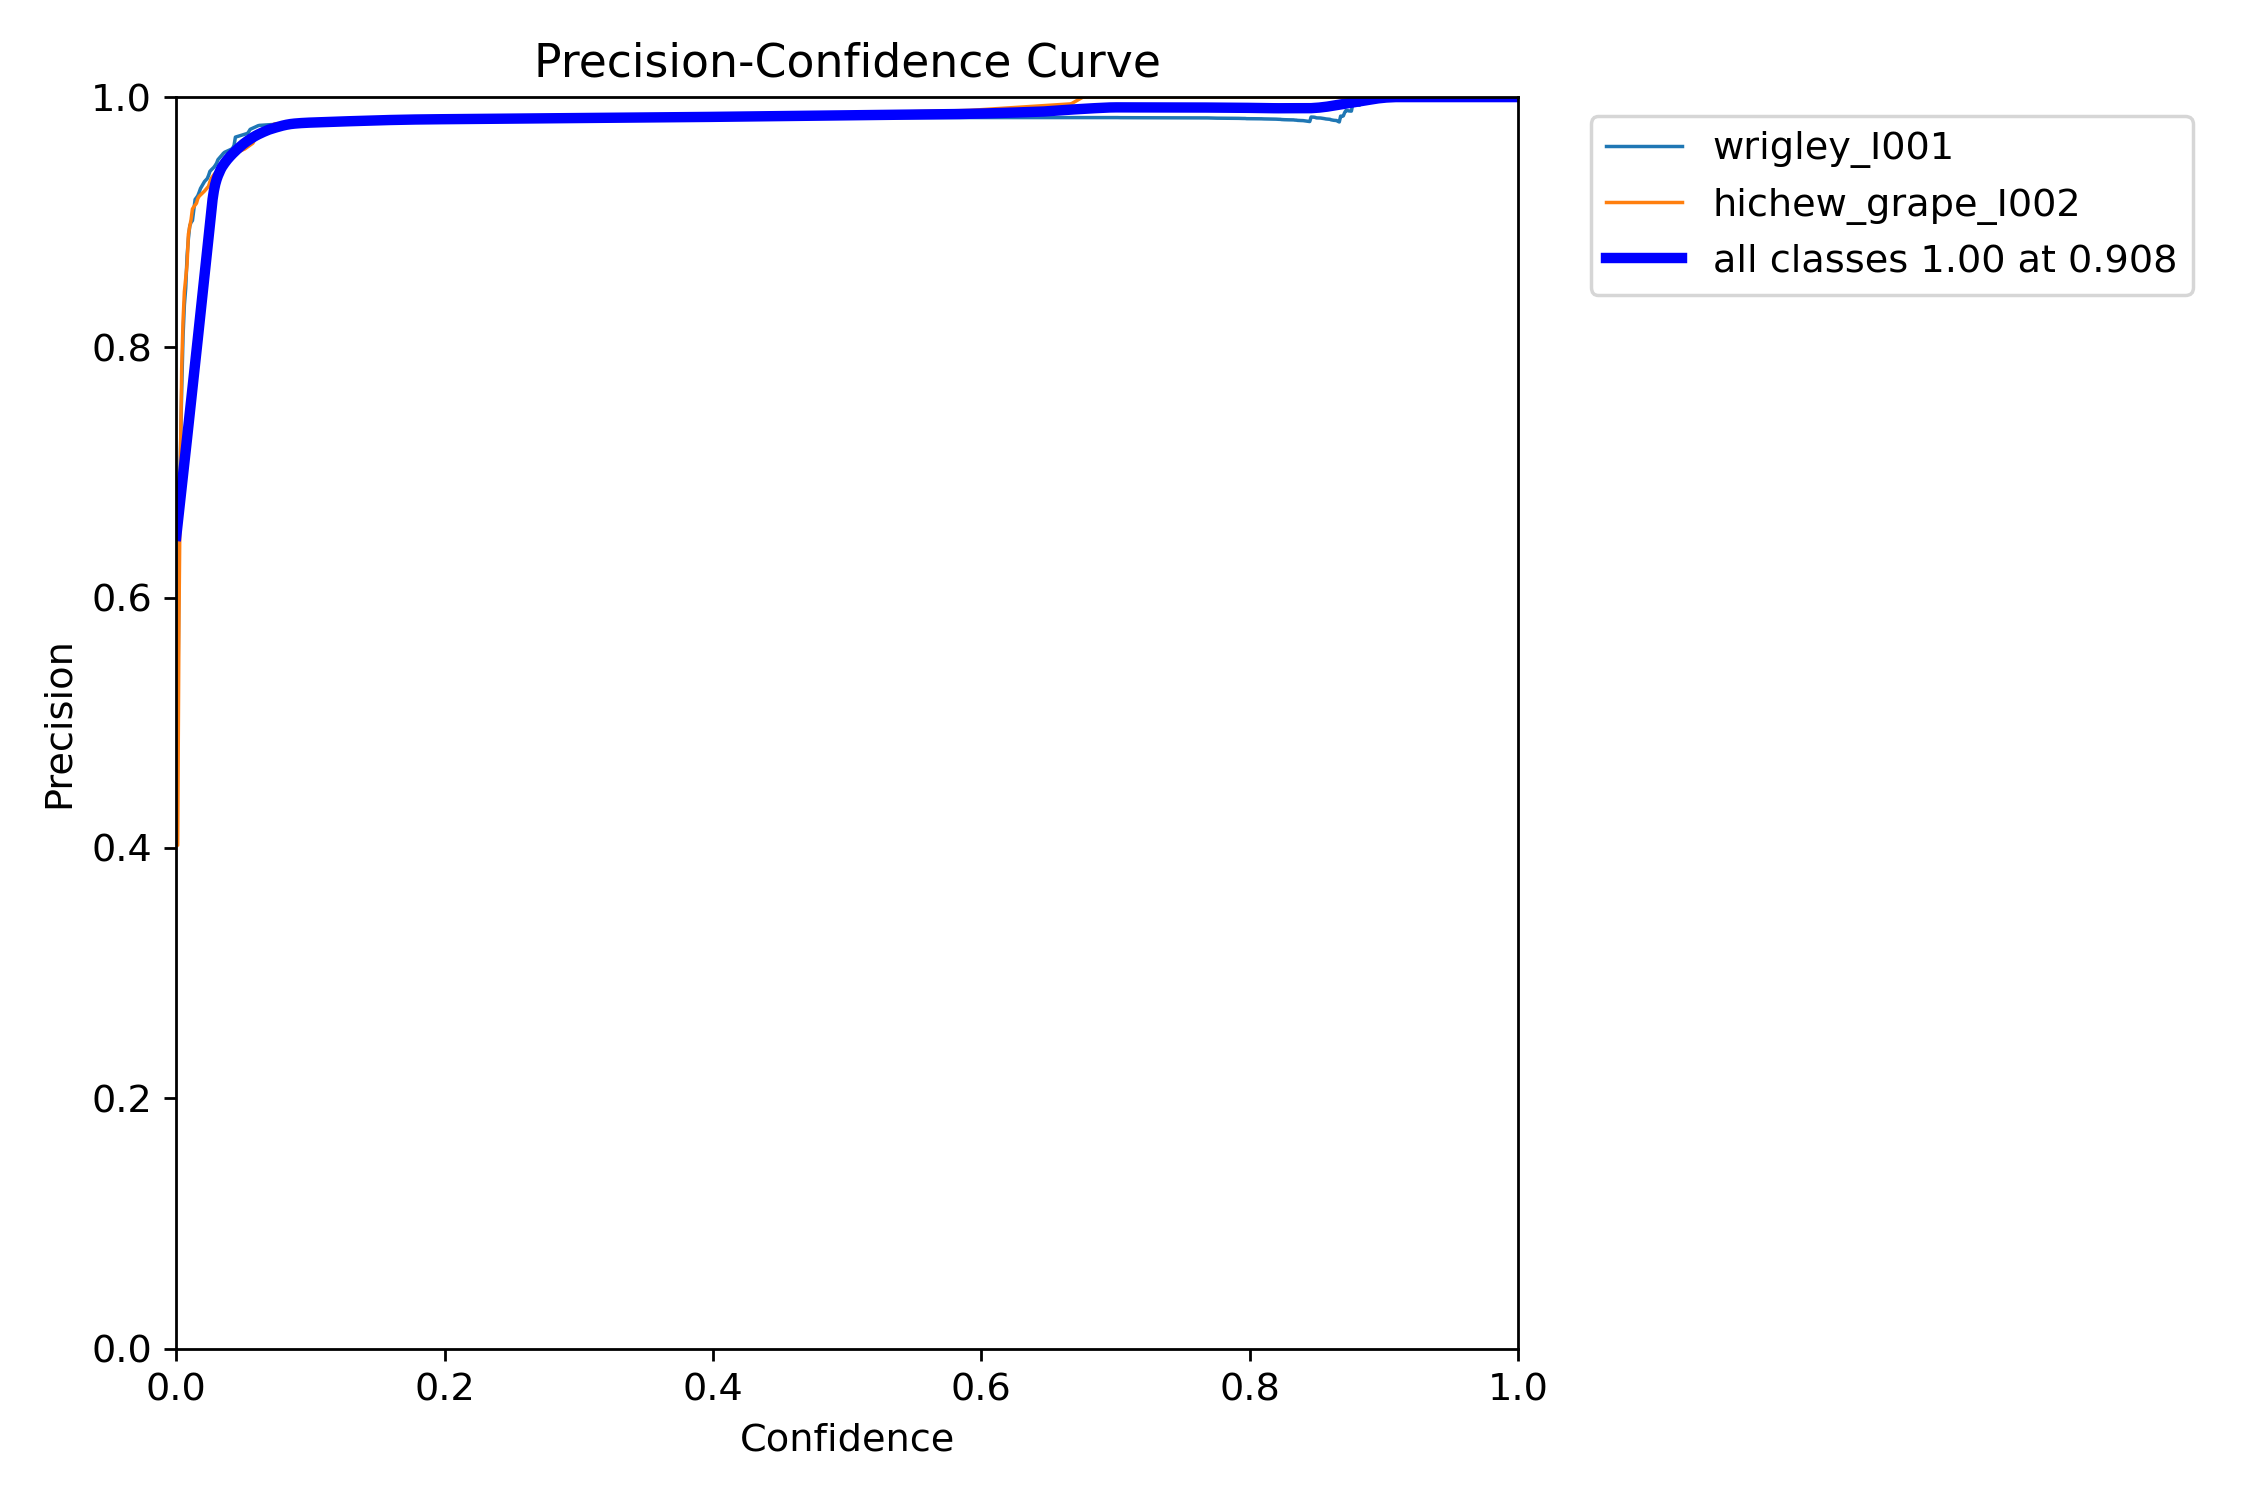 Precision-Confidence Curve
1.0
0.8
0.6
0.4
0.2
0.0
Precision
0.0 0.2 0.4 0.6 0.8 1.0
Confidence
wrigley_I001
hichew_grape_I002
all classes 1.00 at 0.908